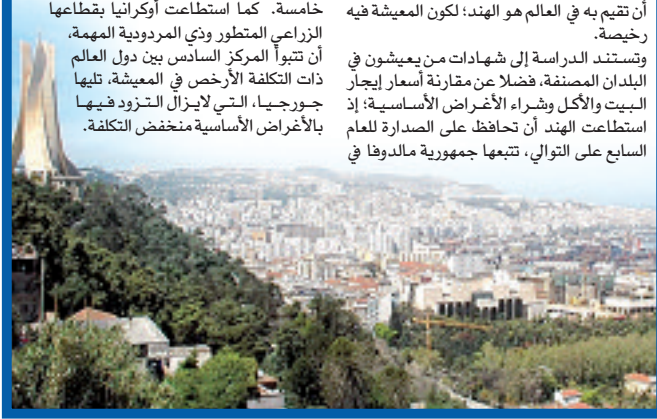 أن تقيم به في العالم هو الهند؛ لكون المعيشة فيه
رخيصة.
وتستند الدراسة إلى شهادات من يعيشون في
البلدان المصنفة، فضلا عن مقارنة أسعار إيجار
البيت والأكل وشراء الأغراض الأساسية؛ إذ
استطاعت الهند أن تحافظ على الصدارة للعام
السابع على التوالي، تتبعها جمهورية مالدوفا في
خامسة. كما استطاعت أوكرانيا بقطاعها
الزراعي المتطور وذي المردودية المهمة،
أن تتبوأ المركز السادس بين دول العالم
ذات التكلفة الأرخص في المعيشة، تليها
جورجيا، التي لايزال التزود فيها
بالأغراض الأساسية منخفض التكلفة.